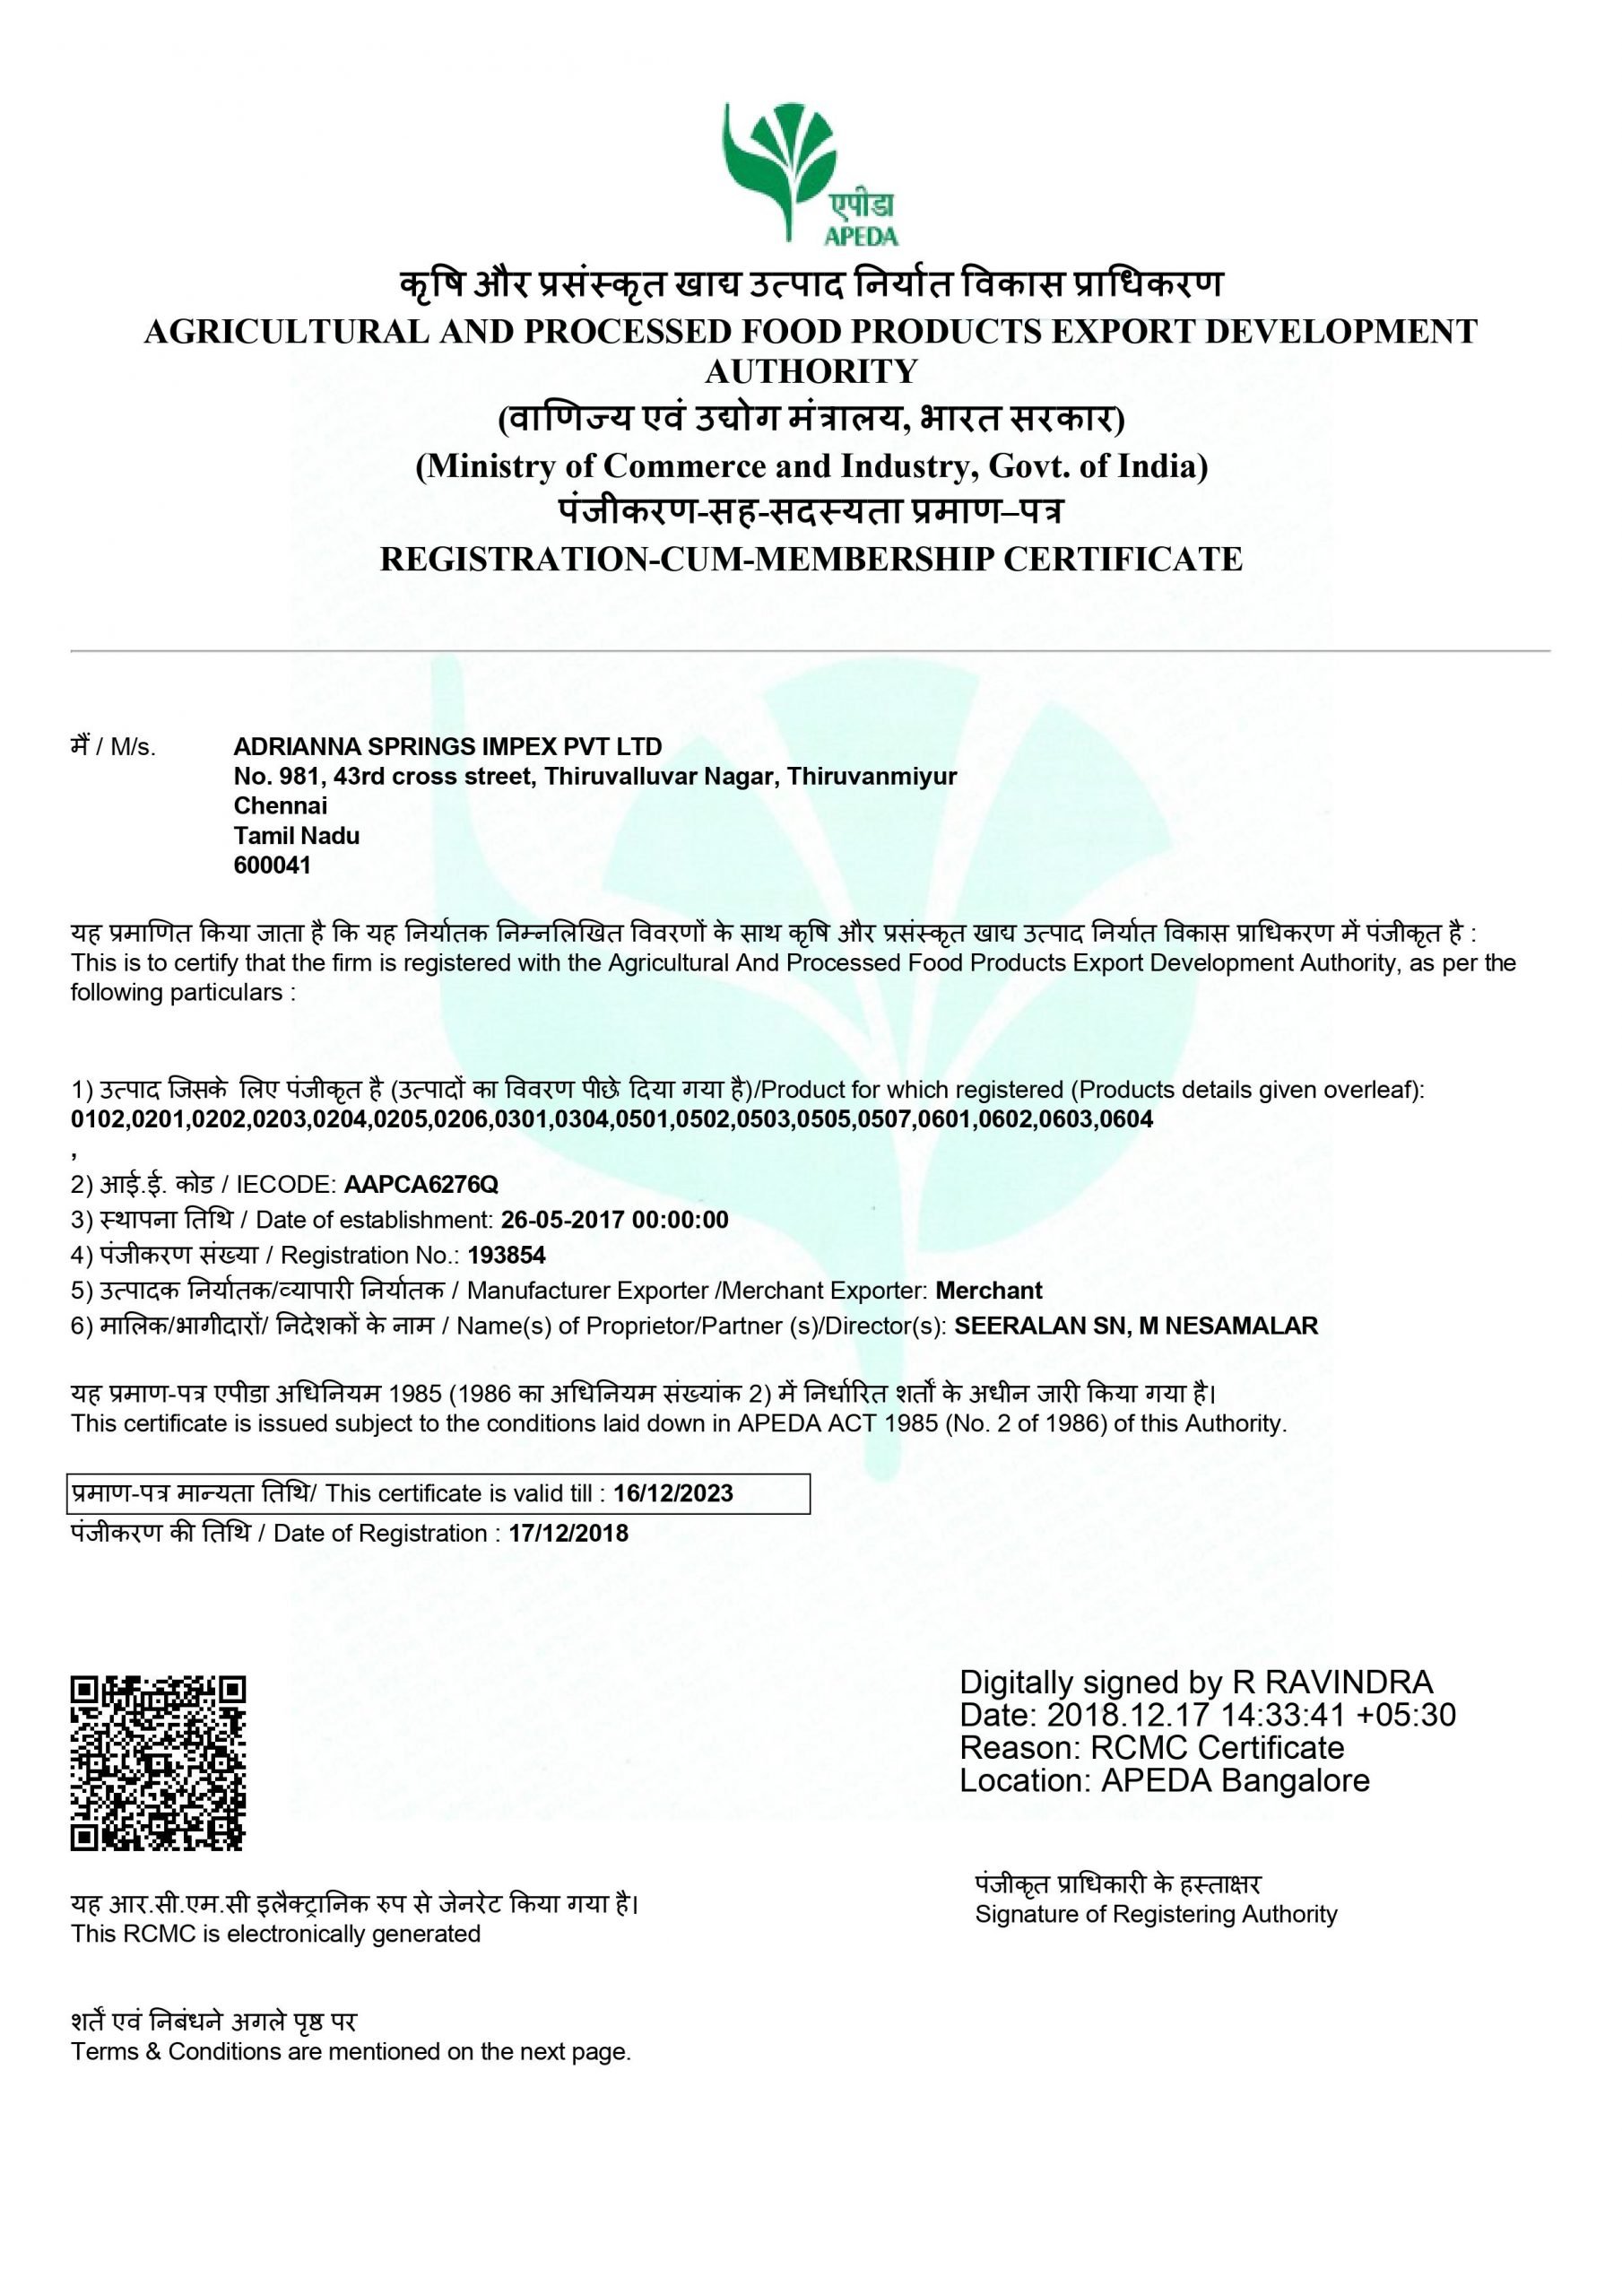 एपीडा
APEDA
कृषि और प्रसंस्कृत खाद्य उत्पाद निर्यात विकास प्राधिकरण
AGRICULTURAL AND PROCESSED FOOD PRODUCTS EXPORT DEVELOPMENT
AUTHORITY
(वाणिज्य एवं उद्योग मंत्रालय, भारत सरकार)
(Ministry of Commerce and Industry, Govt. of India)
पंजीकरण-सह-सदस्यता प्रमाण–पत्र
REGISTRATION-CUM-MEMBERSHIP CERTIFICATE
मैं / M/s. ADRIANNA SPRINGS IMPEX PVT LTD
No. 981, 43rd cross street, Thiruvalluvar Nagar, Thiruvanmiyur
Chennai
Tamil Nadu
600041
यह प्रमाणित किया जाता है कि यह निर्यातक निम्नलिखित विवरणों के साथ कृषि और प्रसंस्कृत खाद्य उत्पाद निर्यात विकास प्राधिकरण में पंजीकृत है :
This is to certify that the firm is registered with the Agricultural And Processed Food Products Export Development Authority, as per the
following particulars :
1) उत्पाद जिसके लिए पंजीकृत है (उत्पादों का विवरण पीछे दिया गया है)/Product for which registered (Products details given overleaf):
0102,0201,0202,0203,0204,0205,0206,0301,0304,0501,0502,0503,0505,0507,0601,0602,0603,0604
,
2) आई.ई. कोड / IECODE: AAPCA6276Q
3) स्थापना तिथि / Date of establishment: 26-05-2017 00:00:00
4) पंजीकरण संख्या / Registration No.: 193854
5) उत्पादक निर्यातक/व्यापारी निर्यातक / Manufacturer Exporter /Merchant Exporter: Merchant
6) मालिक/भागीदारों/ निदेशकों के नाम / Name(s) of Proprietor/Partner (s)/Director(s): SEERALAN SN, M NESAMALAR
यह प्रमाण-पत्र एपीडा अधिनियम 1985 (1986 का अधिनियम संख्यांक 2) में निर्धारित शर्तों के अधीन जारी किया गया है।
This certificate is issued subject to the conditions laid down in APEDA ACT 1985 (No. 2 of 1986) of this Authority.
प्रमाण-पत्र मान्यता तिथि/ This certificate is valid till : 16/12/2023
पंजीकरण की तिथि / Date of Registration : 17/12/2018
Digitally signed by R RAVINDRA
Date: 2018.12.17 14:33:41 +05:30
Reason: RCMC Certificate
Location: APEDA Bangalore
पंजीकृत प्राधिकारी के हस्ताक्षर
Signature of Registering Authority
यह आर.सी.एम.सी इलैक्ट्रानिक रुप से जेनरेट किया गया है।
This RCMC is electronically generated
शर्तें एवं निबंधने अगले पृष्ठ पर
Terms & Conditions are mentioned on the next page.